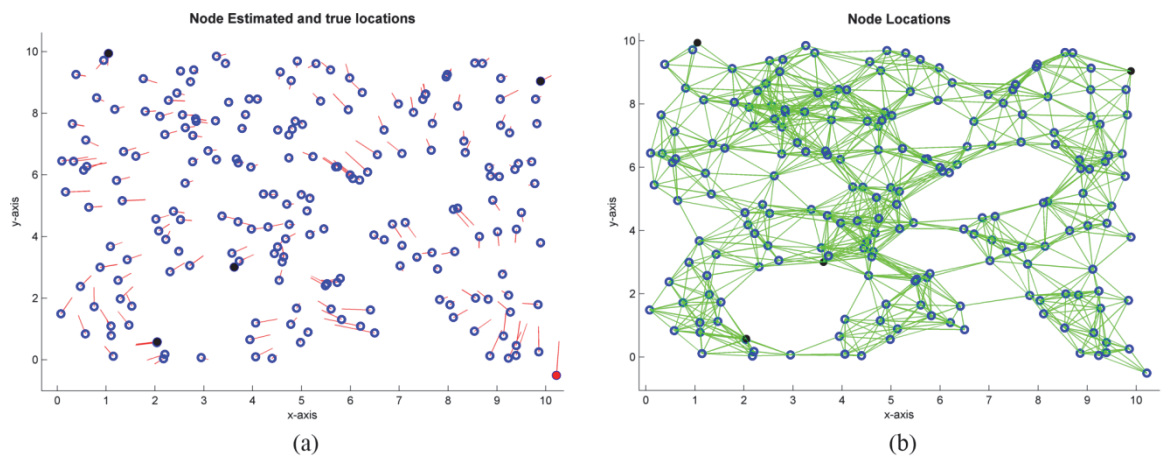 Node Estimated and true locations
10
8
6
4
2
0
y-axis
0 1 2 3 4 5 6 7 8 9 10
x-axis
(a)
Node Locations
10
8
6
4
2
0
y-axis
0 1 2 3 4 5 6 7 8 9 10
x-axis
(b)